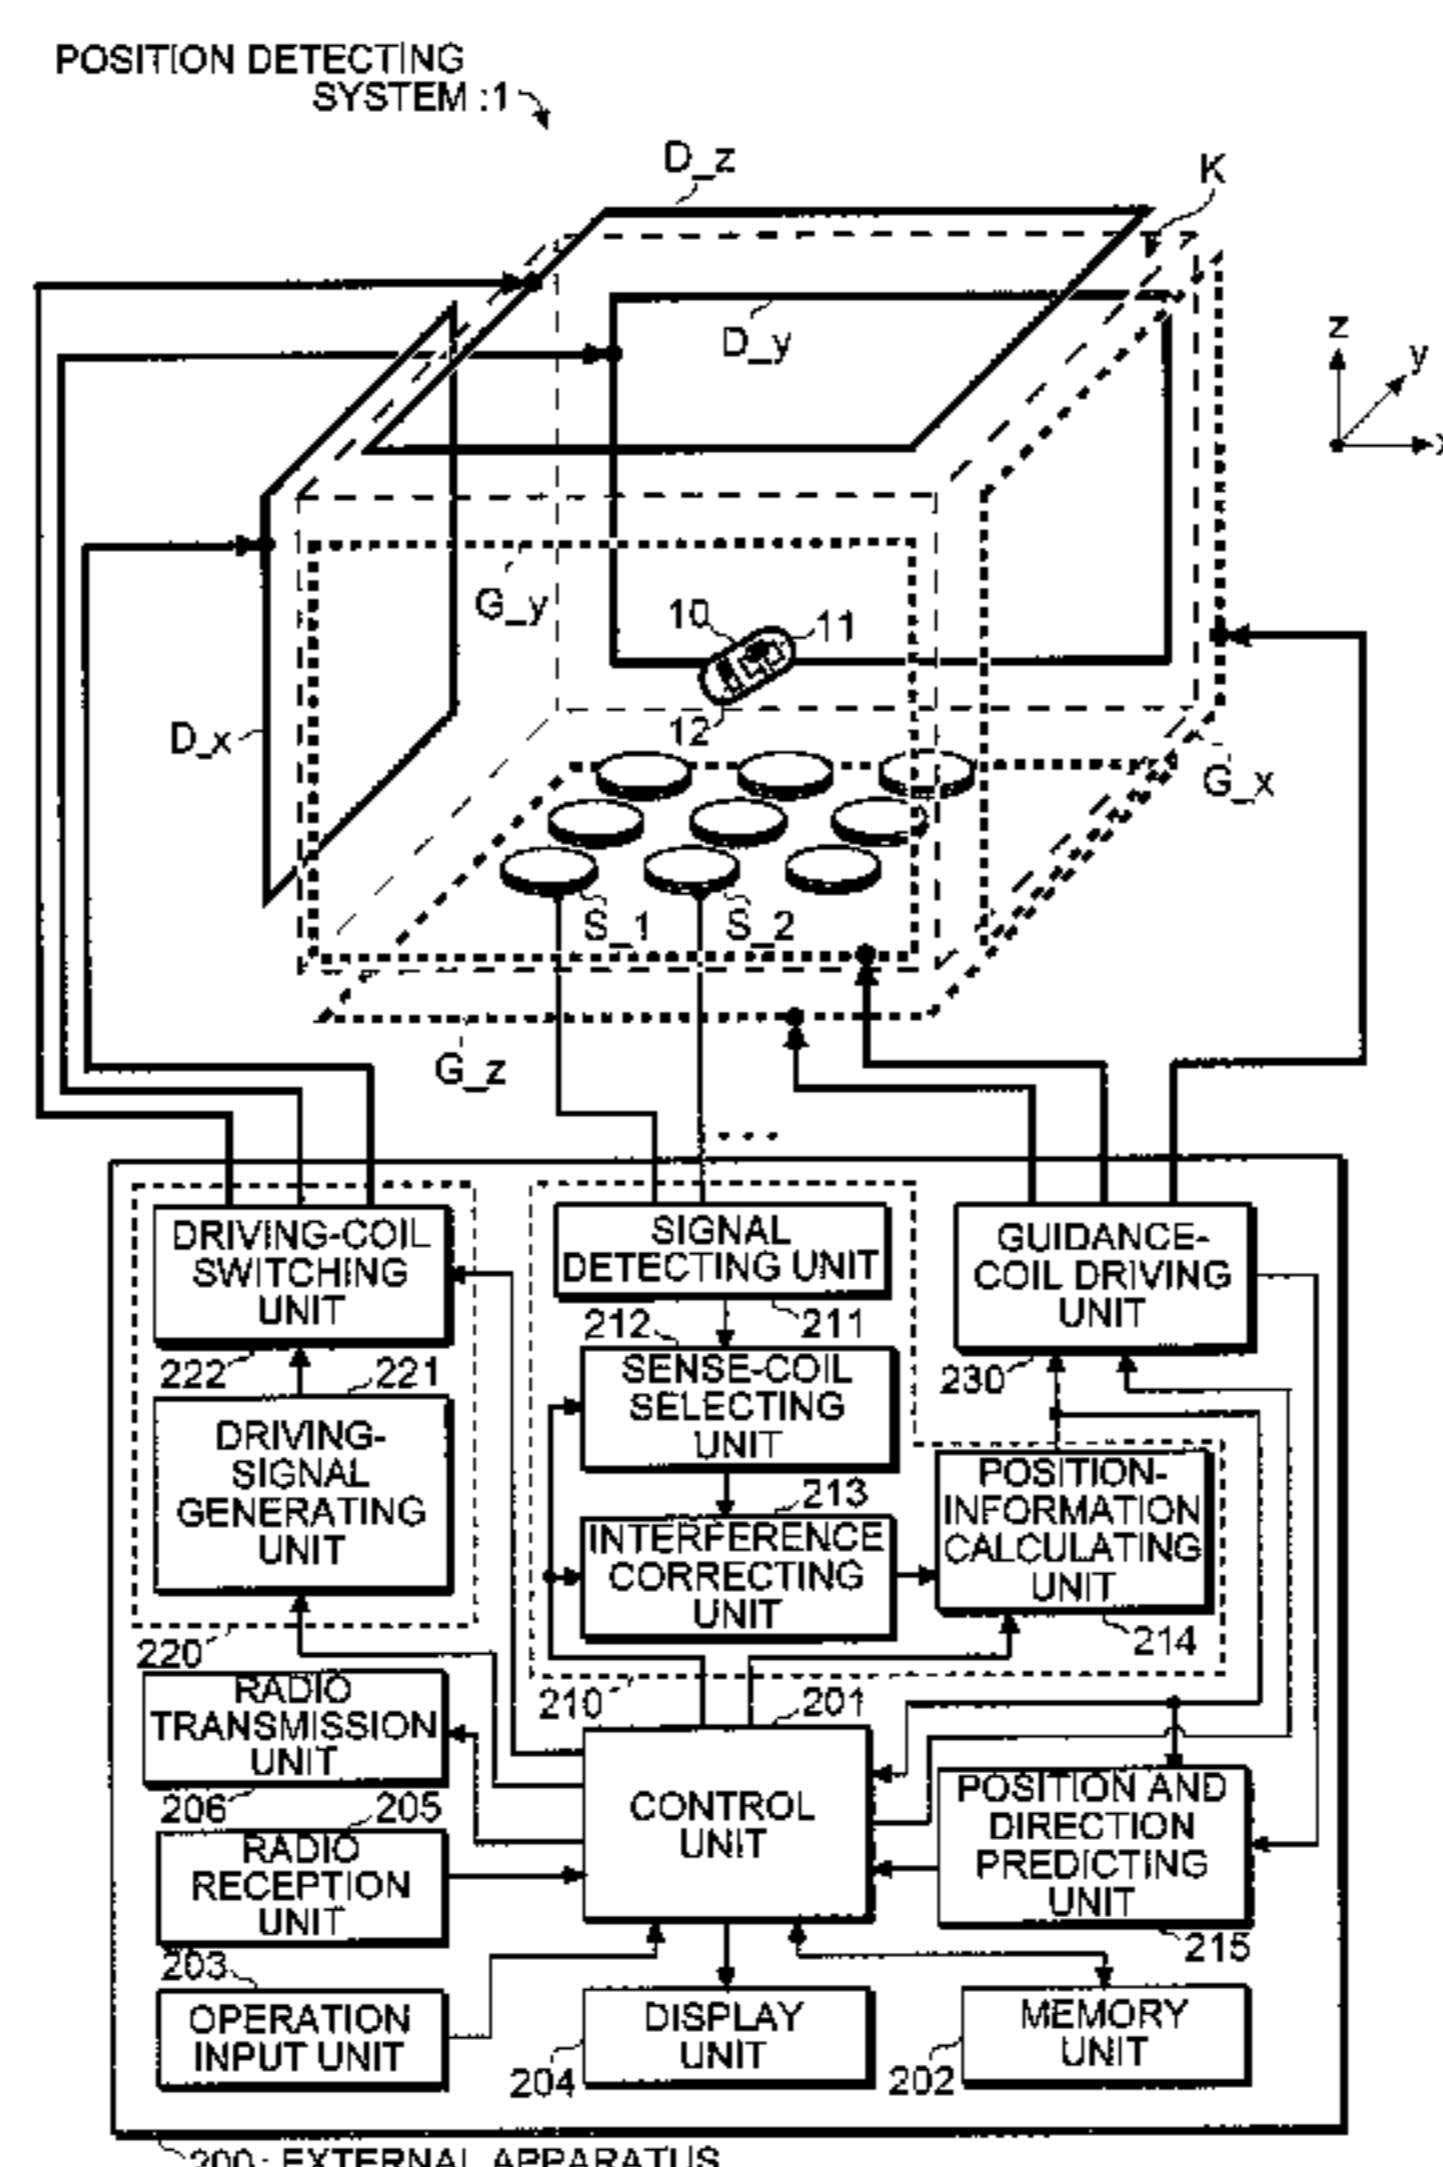 POSITION DETECTING
SYSTEM :1
D_z
K
D_y
z
y
x
G_y
10
11
12
D_x
G_x
S_1
S_2
G_z
DRIVING-COIL
SWITCHING
UNIT
222
221
DRIVING-
SIGNAL
GENERATING
UNIT
220
SIGNAL
DETECTING UNIT
212
211
SENSE-COIL
SELECTING
UNIT
213
INTERFERENCE
CORRECTING
UNIT
210
GUIDANCE-
COIL DRIVING
UNIT
230
POSITION-
INFORMATION
CALCULATING
UNIT
214
RADIO
TRANSMISSION
UNIT
206
205
RADIO
RECEPTION
UNIT
203
OPERATION
INPUT UNIT
201
CONTROL
UNIT
POSITION AND
DIRECTION
PREDICTING
UNIT
215
DISPLAY
UNIT
204
MEMORY
UNIT
202
200 : EXTERNAL APPARATUS